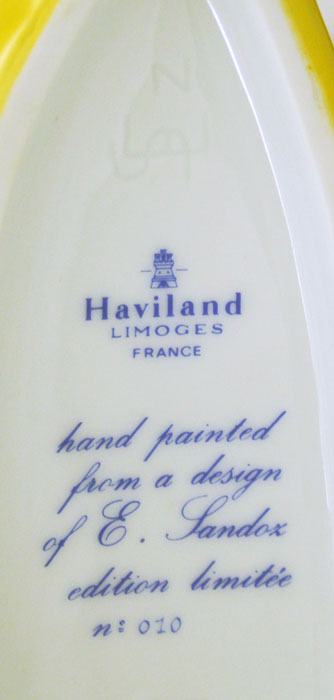 Haviland
LIMOGES
FRANCE
hand painted
from a design
of E. Sandoz
edition limitée
n: 010